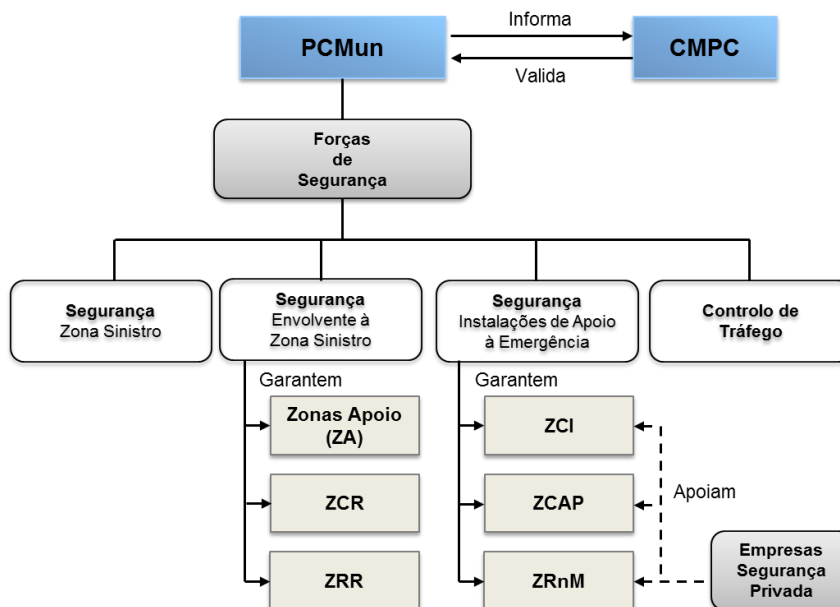 PCMun
Informa
CMPC
Valida
Forças
de
Segurança
Segurança
Zona Sinistro
Segurança
Envolvente à
Zona Sinistro
Segurança
Instalações de Apoio
à Emergência
Controlo de
Tráfego
Garantem
Zonas Apoio
(ZA)
ZCR
ZRR
Garantem
ZCI
ZCAP
ZRnM
Apoiam
Empresas
Segurança
Privada